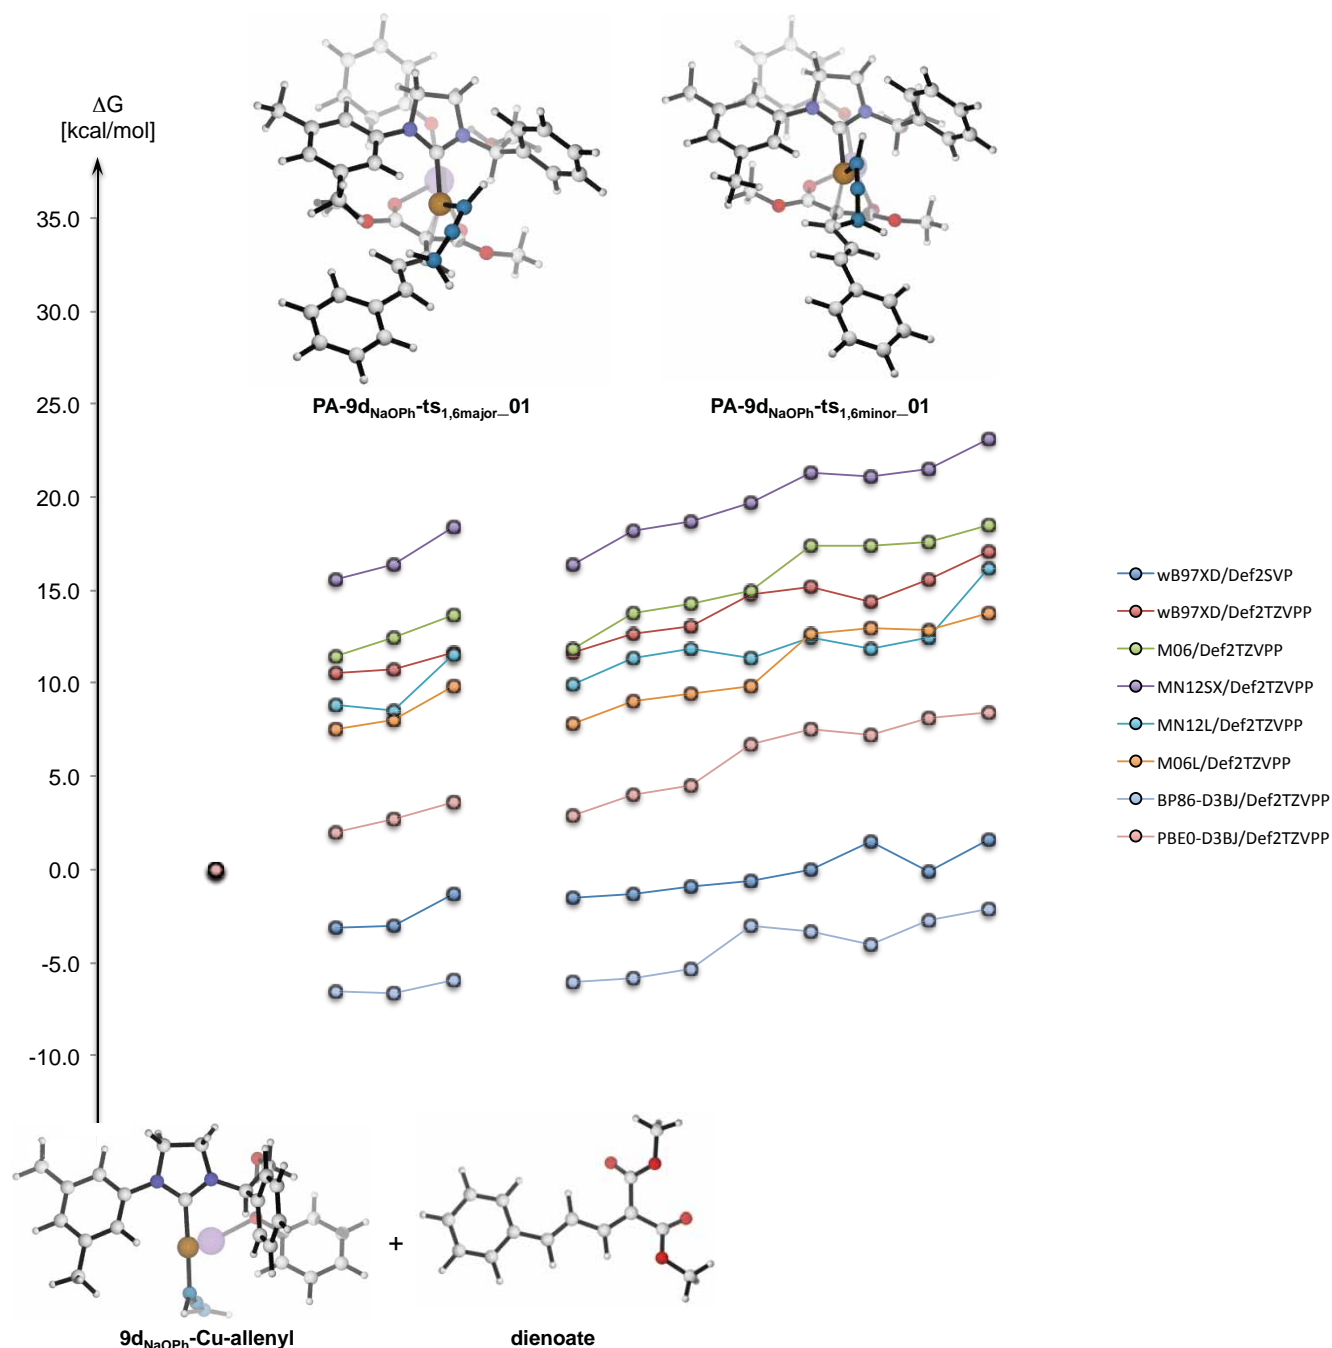 ΔG
[kcal/mol]
35.0
30.0
25.0
20.0
15.0
10.0
5.0
0.0
-5.0
-10.0
PA-9dNaOPh-ts1,6major_01
PA-9dNaOPh-ts1,6minor_01
wB97XD/Def2SVP
wB97XD/Def2TZVPP
M06/Def2TZVPP
MN12SX/Def2TZVPP
MN12L/Def2TZVPP
M06L/Def2TZVPP
BP86-D3BJ/Def2TZVPP
PBE0-D3BJ/Def2TZVPP
+
9dNaOPh-Cu-allenyl
dienoate